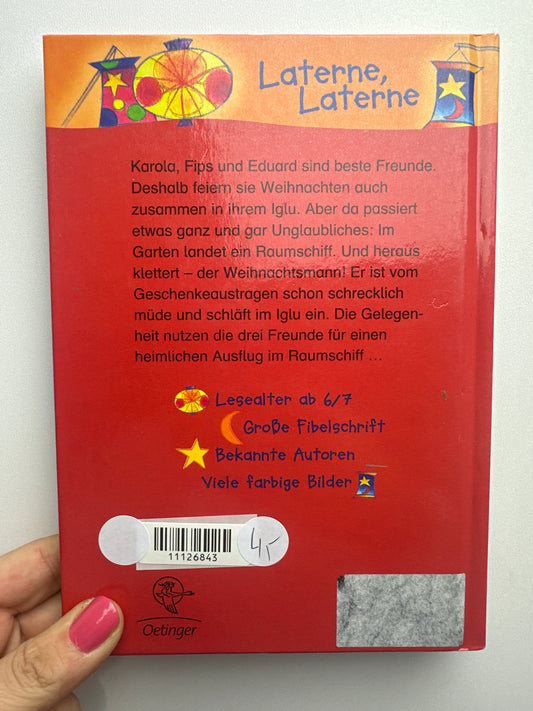 Laterne,
Laterne
Karola, Fips und Eduard sind beste Freunde.
Deshalb feiern sie Weihnachten auch
zusammen in ihrem Iglu. Aber da passiert
etwas ganz und gar Unglaubliches: Im
Garten landet ein Raumschiff. Und heraus
klettert – der Weihnachtsmann! Er ist vom
Geschenkeaustragen schon schrecklich
müde und schläft im Iglu ein. Die Gelegen-
heit nutzen die drei Freunde für einen
heimlichen Ausflug im Raumschiff ...
Lesealter ab 6/7
Große Fibelschrift
Bekannte Autoren
Viele farbige Bilder
11126843
4,-
Oetinger